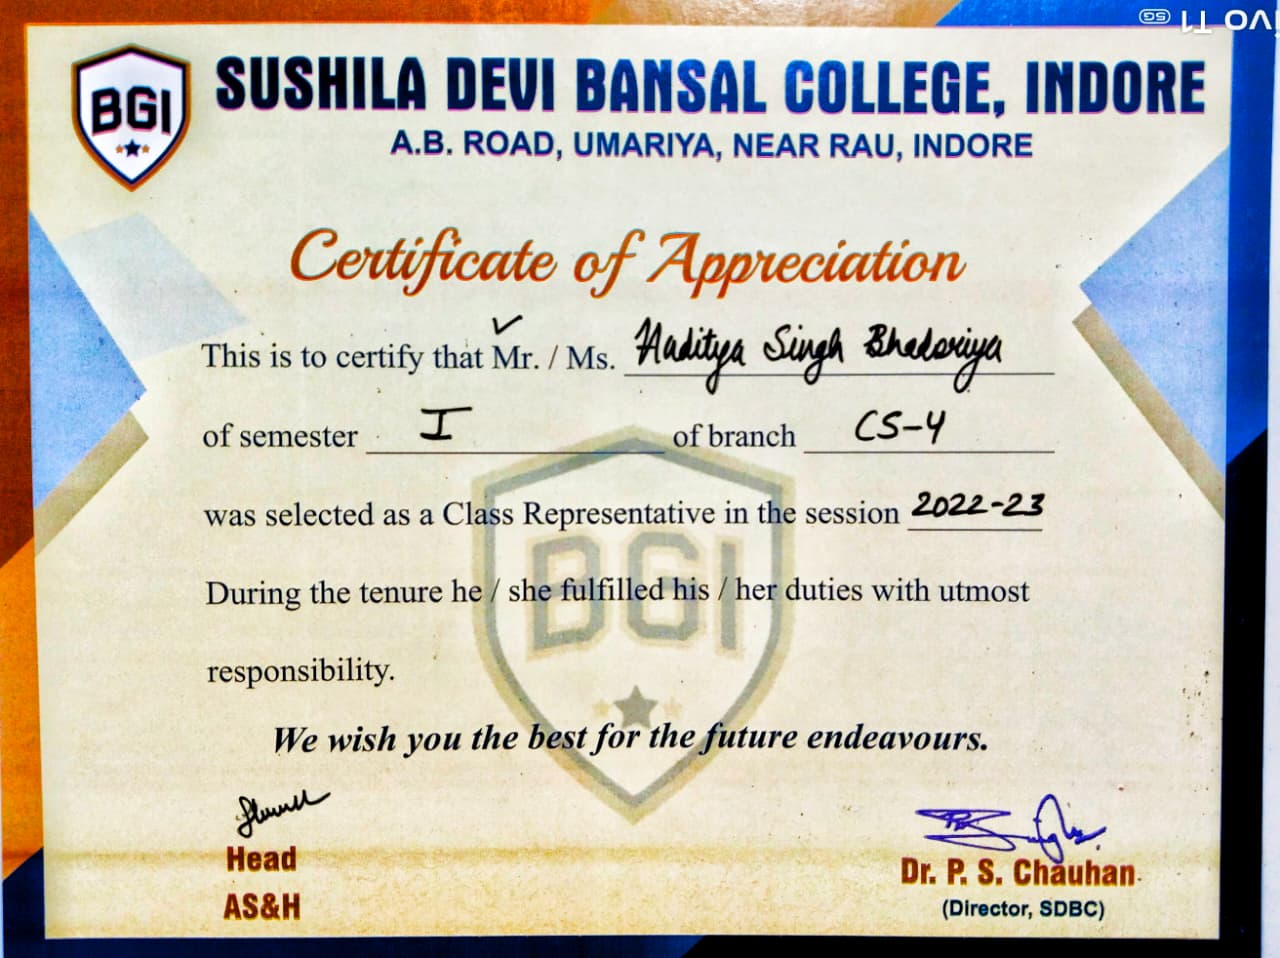 vivo T1 5G
BGI
SUSHILA DEVI BANSAL COLLEGE, INDORE
A.B. ROAD, UMARIYA, NEAR RAU, INDORE
Certificate of Appreciation
This is to certify that Mr. / Ms. Aaditya Singh Bhadoriya
of semester I of branch CS-4
was selected as a Class Representative in the session 2022-23
During the tenure he / she fulfilled his / her duties with utmost
responsibility.
BGI
We wish you the best for the future endeavours.
Head
AS&H
Dr. P. S. Chauhan
(Director, SDBC)